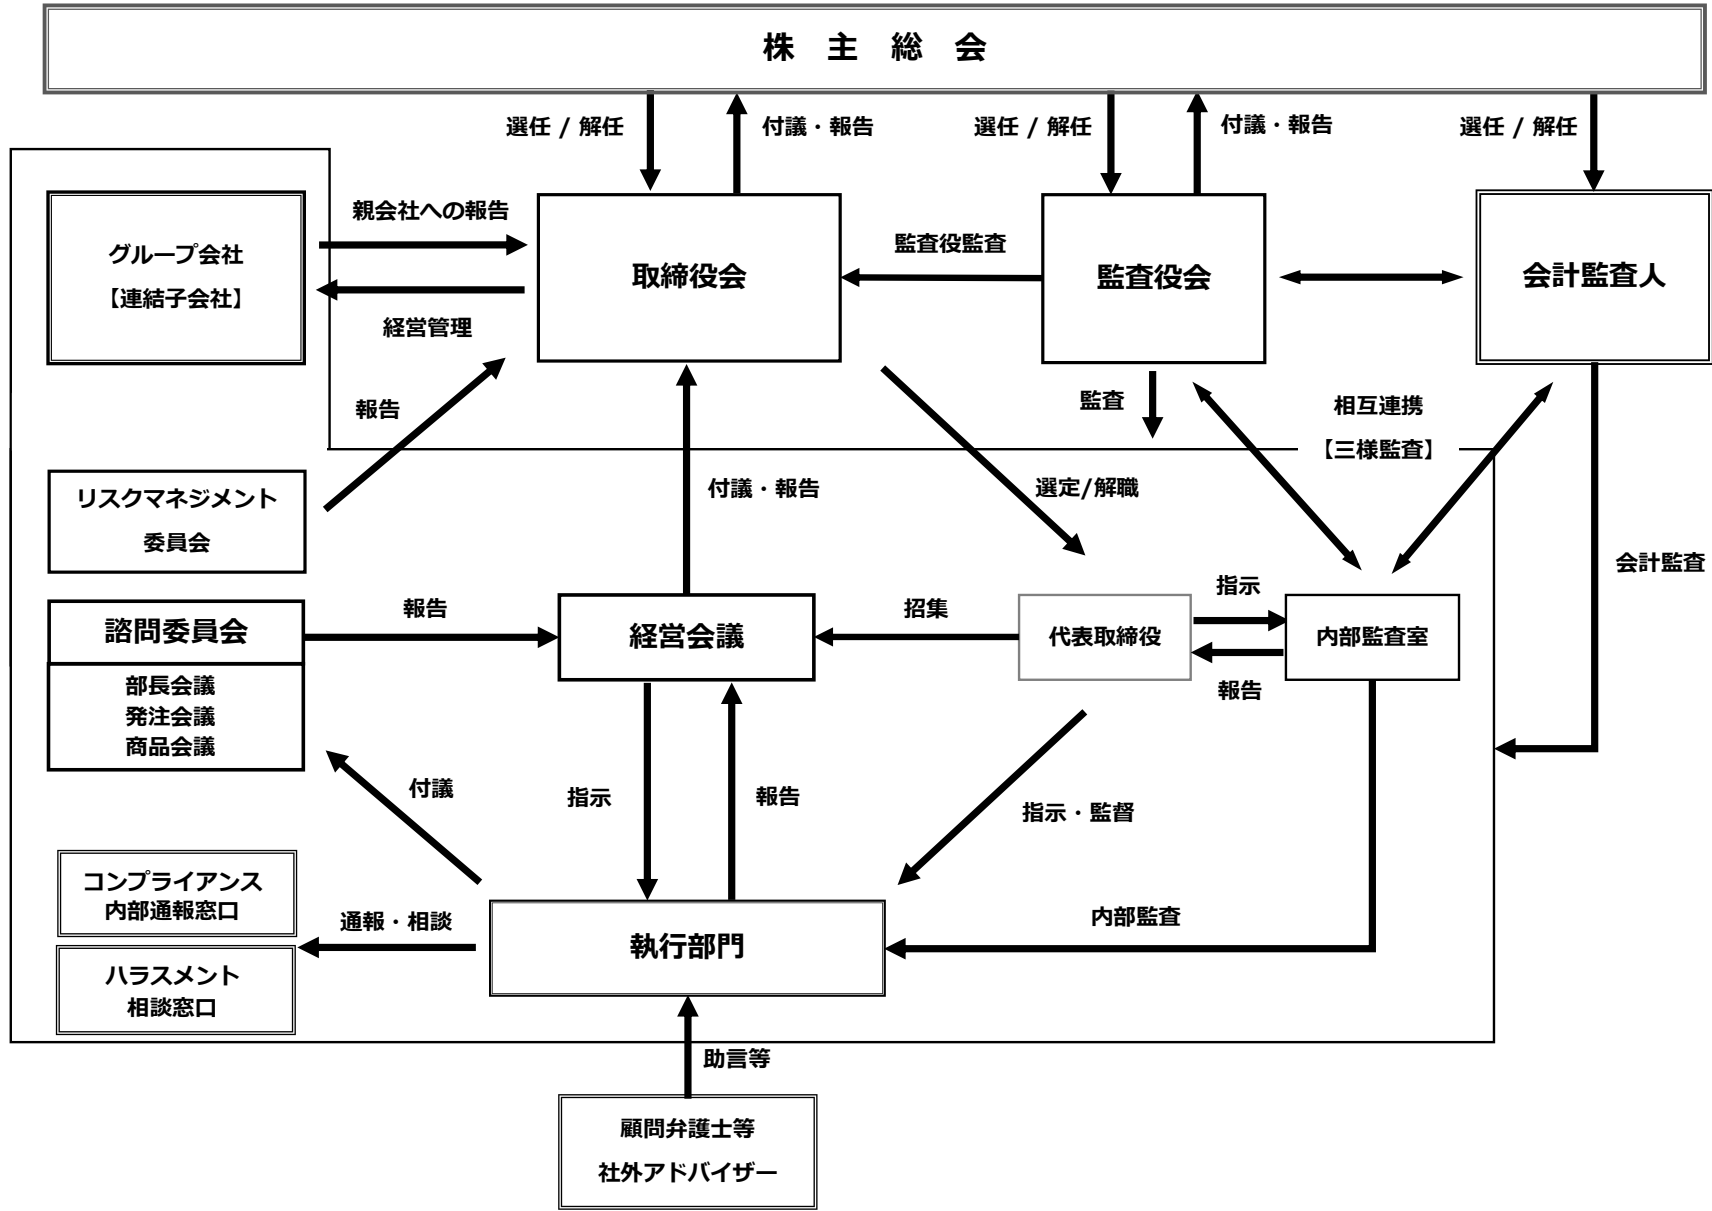 株 主 総 会
選任 / 解任
付議・報告
選任 / 解任
付議・報告
選任 / 解任
グループ会社
【連結子会社】
親会社への報告
経営管理
取締役会
監査役監査
監査役会
会計監査人
報告
監査
相互連携
【三様監査】
リスクマネジメント
委員会
付議・報告
選定/解職
会計監査
諮問委員会
部長会議
発注会議
商品会議
報告
経営会議
招集
代表取締役
指示
報告
内部監査室
付議
指示
報告
指示・監督
コンプライアンス
内部通報窓口
ハラスメント
相談窓口
通報・相談
執行部門
内部監査
助言等
顧問弁護士等
社外アドバイザー